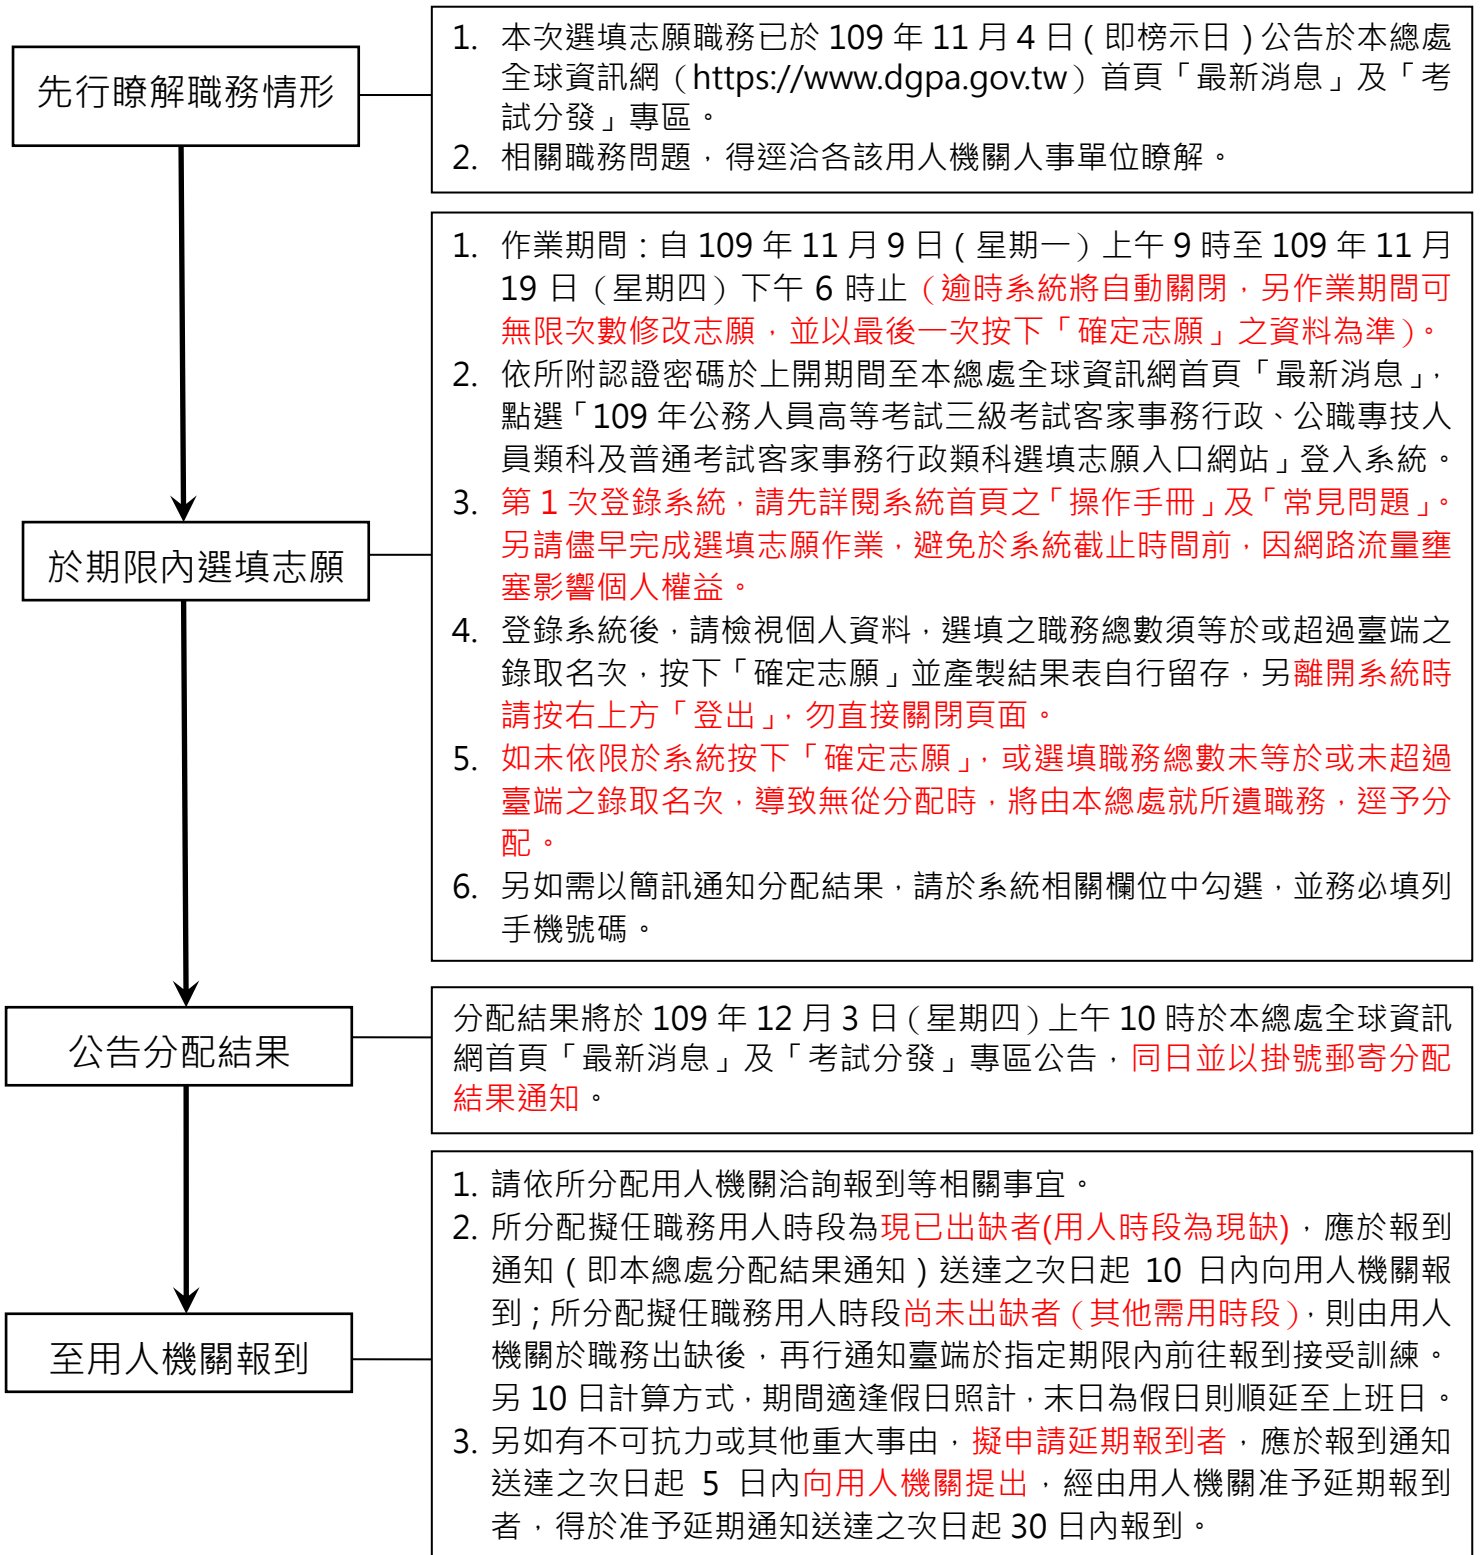 先行瞭解職務情形
1. 本次選填志願職務已於 109 年 11 月 4 日(即榜示日)公告於本總處
全球資訊網(https://www.dgpa.gov.tw)首頁「最新消息」及「考
試分發」專區。
2. 相關職務問題，得逕洽各該用人機關人事單位瞭解。
於期限內選填志願
1. 作業期間：自 109 年 11 月 9 日(星期一)上午 9 時至 109 年 11 月
19 日(星期四)下午 6 時止(逾時系統將自動關閉，另作業期間可
無限次數修改志願，並以最後一次按下「確定志願」之資料為準)。
2. 依所附認證密碼於上開期間至本總處全球資訊網首頁「最新消息」，
點選「109 年公務人員高等考試三級考試客家事務行政、公職專技人
員類科及普通考試客家事務行政類科選填志願入口網站」登入系統。
3. 第 1 次登錄系統，請先詳閱系統首頁之「操作手冊」及「常見問題」。
另請儘早完成選填志願作業，避免於系統截止時間前，因網路流量壅
塞影響個人權益。
4. 登錄系統後，請檢視個人資料，選填之職務總數須等於或超過臺端之
錄取名次，按下「確定志願」並產製結果表自行留存，另離開系統時
請按右上方「登出」，勿直接關閉頁面。
5. 如未依限於系統按下「確定志願」，或選填職務總數未等於或未超過
臺端之錄取名次，導致無從分配時，將由本總處就所遺職務，逕予分
配。
6. 另如需以簡訊通知分配結果，請於系統相關欄位中勾選，並務必填列
手機號碼。
公告分配結果
分配結果將於 109 年 12 月 3 日(星期四)上午 10 時於本總處全球資訊
網首頁「最新消息」及「考試分發」專區公告，同日並以掛號郵寄分配
結果通知。
至用人機關報到
1. 請依所分配用人機關洽詢報到等相關事宜。
2. 所分配擬任職務用人時段為現已出缺者(用人時段為現缺)，應於報到
通知(即本總處分配結果通知)送達之次日起 10 日內向用人機關報
到；所分配擬任職務用人時段尚未出缺者(其他需用時段)，則由用人
機關於職務出缺後，再行通知臺端於指定期限內前往報到接受訓練。
另 10 日計算方式，期間適逢假日照計，末日為假日則順延至上班日。
3. 另如有不可抗力或其他重大事由，擬申請延期報到者，應於報到通知
送達之次日起 5 日內向用人機關提出，經由用人機關准予延期報到
者，得於准予延期通知送達之次日起 30 日內報到。